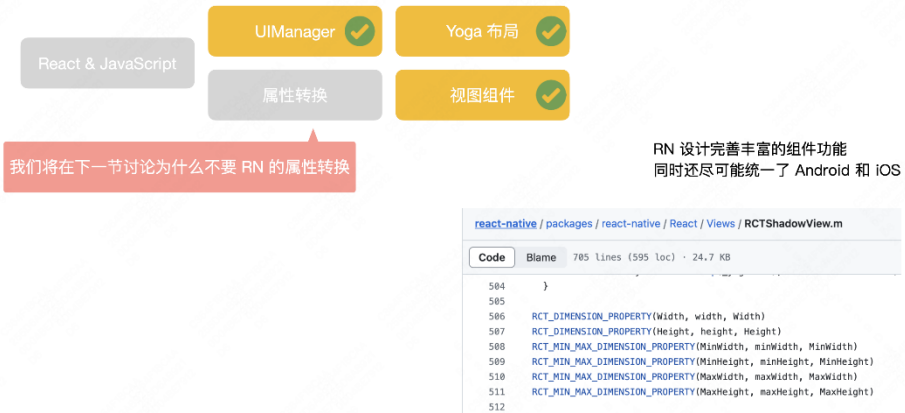 UIManager
Yoga 布局
React & JavaScript
属性转换
视图组件
我们将在下一节讨论为什么不要 RN 的属性转换
RN 设计完善丰富的组件功能
同时还尽可能统一了 Android 和 iOS
react-native / packages / react-native / React / Views / RCTShadowView.m
Code Blame 705 lines (595 loc) · 24.7 KB
504 }
505
506 RCT_DIMENSION_PROPERTY(Width, width, Width)
507 RCT_DIMENSION_PROPERTY(Height, height, Height)
508 RCT_MIN_MAX_DIMENSION_PROPERTY(MinWidth, minWidth, MinWidth)
509 RCT_MIN_MAX_DIMENSION_PROPERTY(MinHeight, minHeight, MinHeight)
510 RCT_MIN_MAX_DIMENSION_PROPERTY(MaxWidth, maxWidth, MaxWidth)
511 RCT_MIN_MAX_DIMENSION_PROPERTY(MaxHeight, maxHeight, MaxHeight)
512